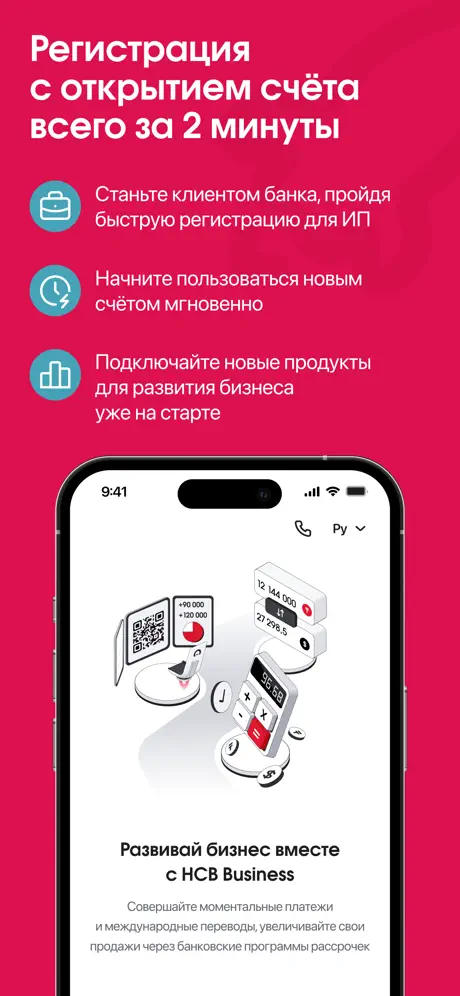 Регистрация
с открытием счёта
всего за 2 минуты
Станьте клиентом банка, пройдя
быструю регистрацию для ИП
Начните пользоваться новым
счётом мгновенно
Подключайте новые продукты
для развития бизнеса
уже на старте
9:41
Ру
+90 000
+120 000
12 144 000
₸
27 298,5
$
96.68
+
-
x
=
$
Развивай бизнес вместе
с HCB Business
Совершайте моментальные платежи
и международные переводы, увеличивайте свои
продажи через банковские программы рассрочек